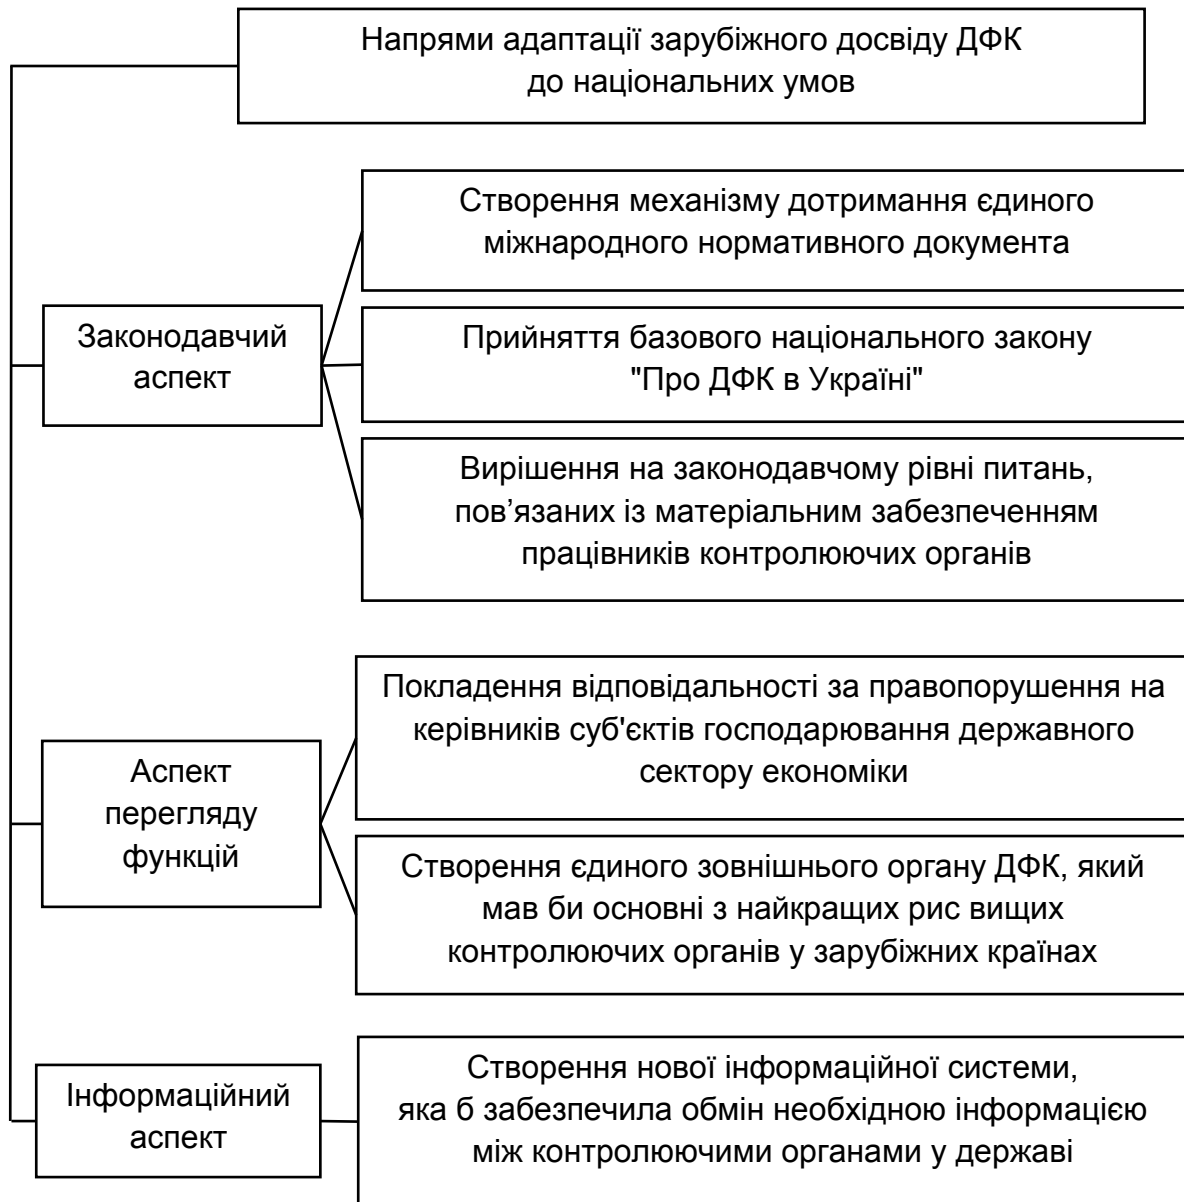 Напрями адаптації зарубіжного досвіду ДФК
до національних умов
Законодавчий
аспект
Створення механізму дотримання єдиного
міжнародного нормативного документа
Прийняття базового національного закону
"Про ДФК в Україні"
Вирішення на законодавчому рівні питань,
пов’язаних із матеріальним забезпеченням
працівників контролюючих органів
Аспект
перегляду
функцій
Покладення відповідальності за правопорушення на
керівників суб'єктів господарювання державного
сектору економіки
Створення єдиного зовнішнього органу ДФК, який
мав би основні з найкращих рис вищих
контролюючих органів у зарубіжних країнах
Інформаційний
аспект
Створення нової інформаційної системи,
яка б забезпечила обмін необхідною інформацією
між контролюючими органами у державі